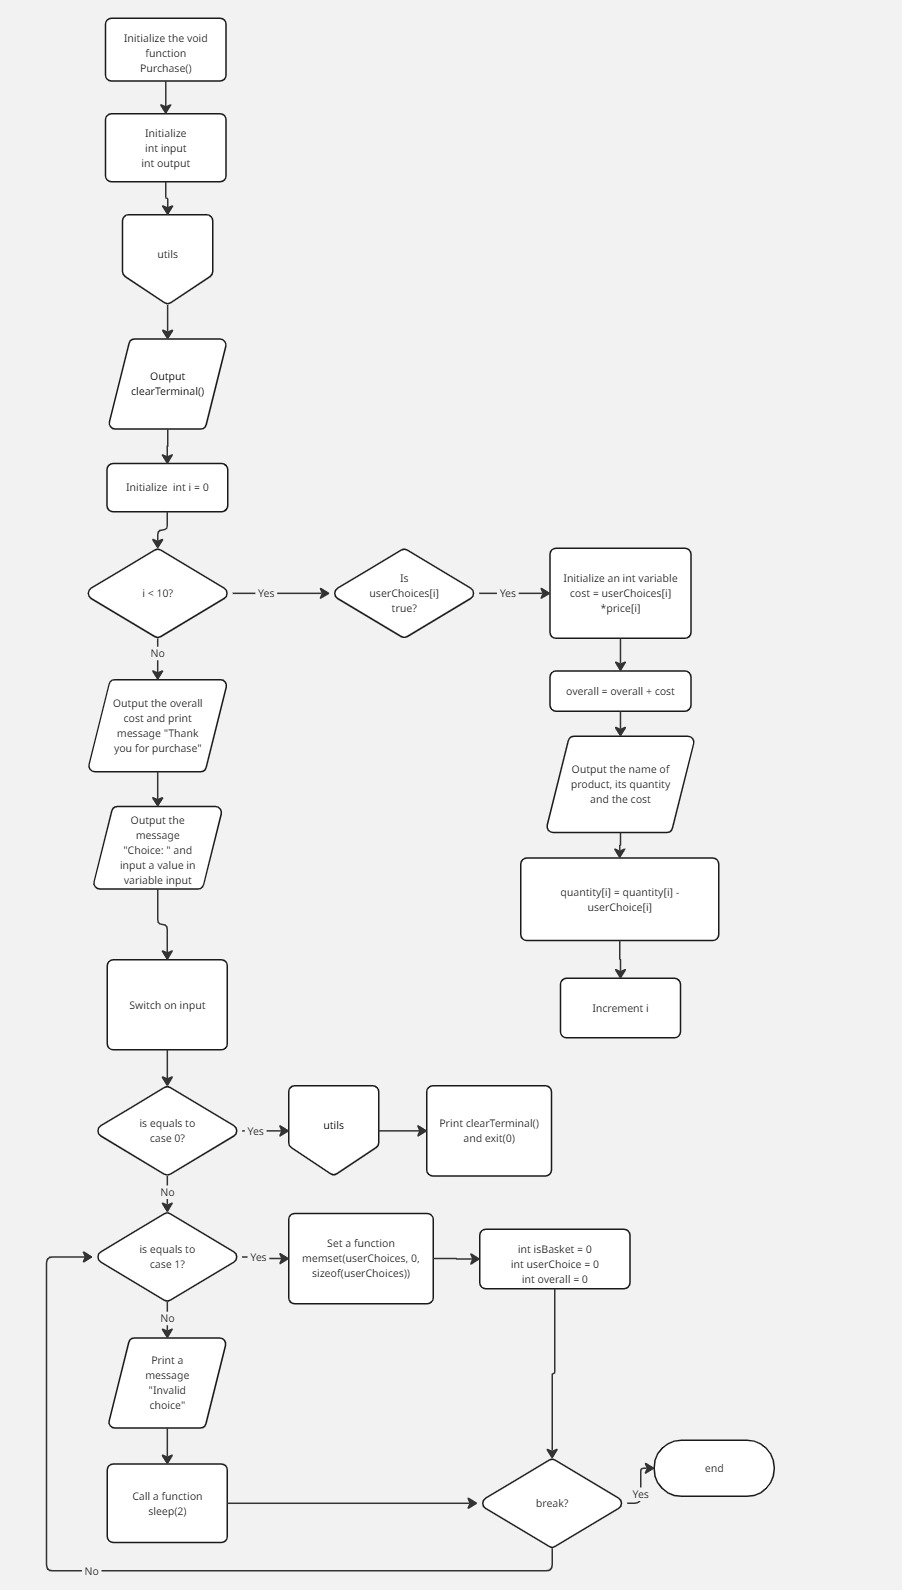 Initialize the void
function
Purchase()
Initialize
int input
int output
utils
Output
clearTerminal()
Initialize  int i = 0
i < 10?
Yes
Is
userChoices[i]
true?
Yes
Initialize an int variable
cost = userChoices[i]
*price[i]
No
overall = overall + cost
Output the overall
cost and print
message "Thank
you for purchase"
Output the name of
product, its quantity
and the cost
Output the
message
"Choice: " and
input a value in
variable input
quantity[i] = quantity[i] -
userChoice[i]
Switch on input
Increment i
is equals to
case 0?
Yes
utils
Print clearTerminal()
and exit(0)
No
is equals to
case 1?
Yes
Set a function
memset(userChoices, 0,
sizeof(userChoices))
int isBasket = 0
int userChoice = 0
int overall = 0
No
Print a
message
"Invalid
choice"
Call a function
sleep(2)
break?
Yes
end
No